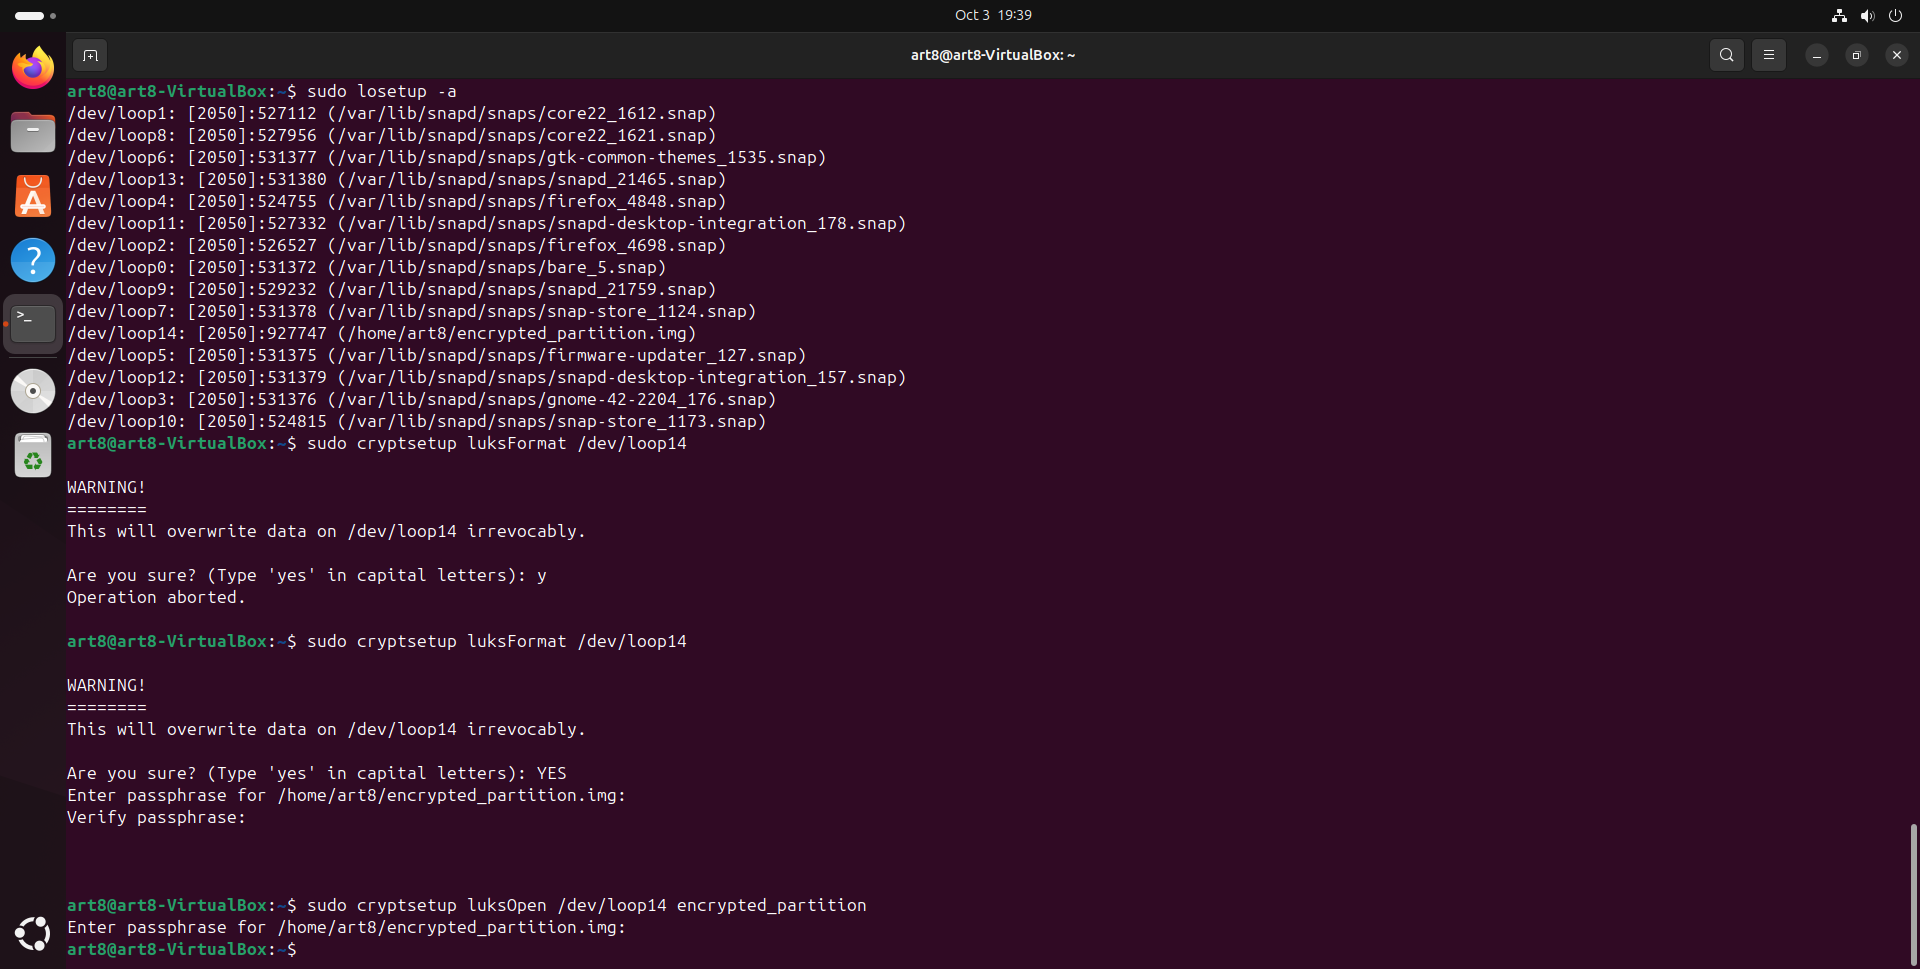 Oct 3 19:39
art8@art8-VirtualBox: ~
art8@art8-VirtualBox:~$ sudo losetup -a
/dev/loop1: [2050]:527112 (/var/lib/snapd/snaps/core22_1612.snap)
/dev/loop8: [2050]:527956 (/var/lib/snapd/snaps/core22_1621.snap)
/dev/loop6: [2050]:531377 (/var/lib/snapd/snaps/gtk-common-themes_1535.snap)
/dev/loop13: [2050]:531380 (/var/lib/snapd/snaps/snapd_21465.snap)
/dev/loop4: [2050]:524755 (/var/lib/snapd/snaps/firefox_4848.snap)
/dev/loop11: [2050]:527332 (/var/lib/snapd/snaps/snapd-desktop-integration_178.snap)
/dev/loop2: [2050]:526527 (/var/lib/snapd/snaps/firefox_4698.snap)
/dev/loop0: [2050]:531372 (/var/lib/snapd/snaps/bare_5.snap)
/dev/loop9: [2050]:529232 (/var/lib/snapd/snaps/snapd_21759.snap)
/dev/loop7: [2050]:531378 (/var/lib/snapd/snaps/snap-store_1124.snap)
/dev/loop14: [2050]:927747 (/home/art8/encrypted_partition.img)
/dev/loop5: [2050]:531375 (/var/lib/snapd/snaps/firmware-updater_127.snap)
/dev/loop12: [2050]:531379 (/var/lib/snapd/snaps/snapd-desktop-integration_157.snap)
/dev/loop3: [2050]:531376 (/var/lib/snapd/snaps/gnome-42-2204_176.snap)
/dev/loop10: [2050]:524815 (/var/lib/snapd/snaps/snap-store_1173.snap)
art8@art8-VirtualBox:~$ sudo cryptsetup luksFormat /dev/loop14
WARNING!
========
This will overwrite data on /dev/loop14 irrevocably.
Are you sure? (Type 'yes' in capital letters): y
Operation aborted.
art8@art8-VirtualBox:~$ sudo cryptsetup luksFormat /dev/loop14
WARNING!
========
This will overwrite data on /dev/loop14 irrevocably.
Are you sure? (Type 'yes' in capital letters): YES
Enter passphrase for /home/art8/encrypted_partition.img:
Verify passphrase:
art8@art8-VirtualBox:~$ sudo cryptsetup luksOpen /dev/loop14 encrypted_partition
Enter passphrase for /home/art8/encrypted_partition.img:
art8@art8-VirtualBox:~$